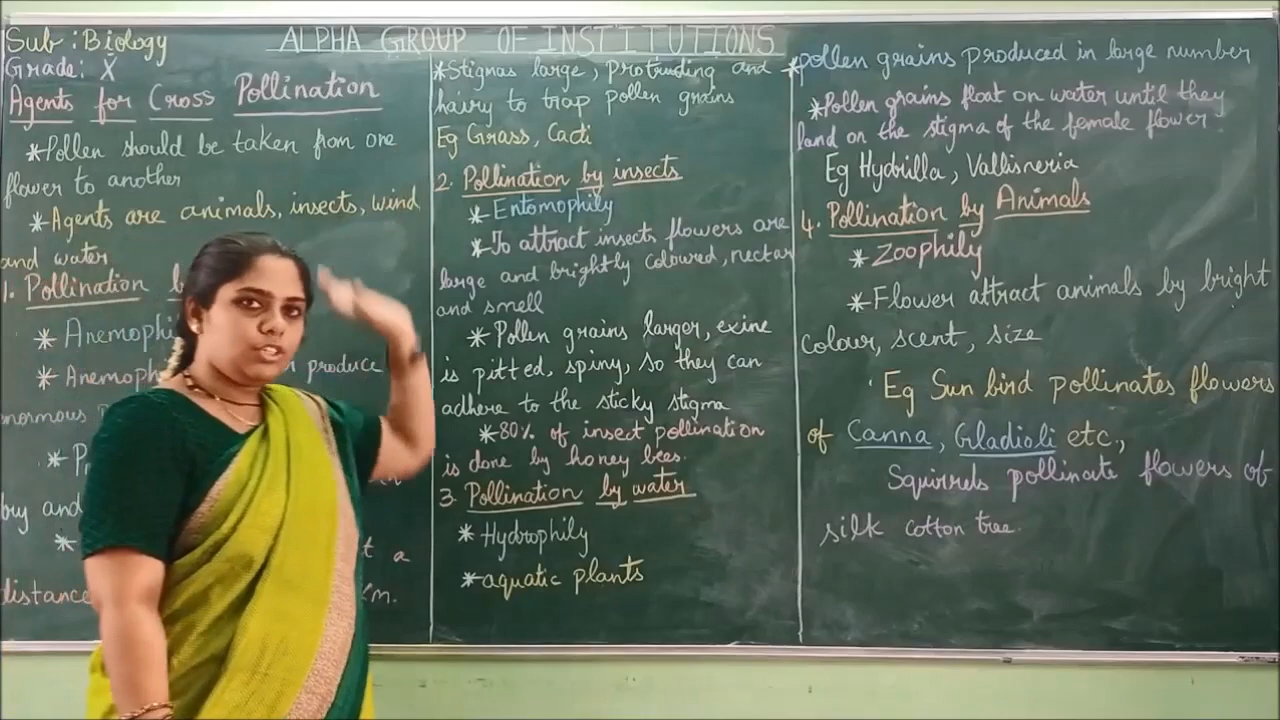 Sub : Biology
Grade: X
ALPHA GROUP OF INSTITUTIONS
Agents for Cross Pollination
*Pollen should be taken from one
flower to another
*Agents are animals, insects, wind
and water
1. Pollination
* 
* produce
enormous
*
by and
* t a
distance m.
*Stigmas large, protruding and
hairy to trap pollen grains
Eg Grass, Cacti
2. Pollination by insects
*Entomophily
*To attract insects flowers are
large and brightly coloured, nectar
and smell
* Pollen grains larger, exine
is pitted, spiny, so they can
adhere to the sticky stigma
*80% of insect pollination
is done by honey bees.
3. Pollination by water
* Hydrophily
*aquatic plants
*pollen grains produced in large number
*Pollen grains float on water until they
land on the stigma of the female flower.
Eg Hydrilla, Vallisneria
4. Pollination by Animals
* Zoophily
*Flower attract animals by bright
colour, scent, size
Eg Sun bird pollinates flowers
of Canna, Gladioli etc.,
Squirrels pollinate flowers of
silk cotton tree.